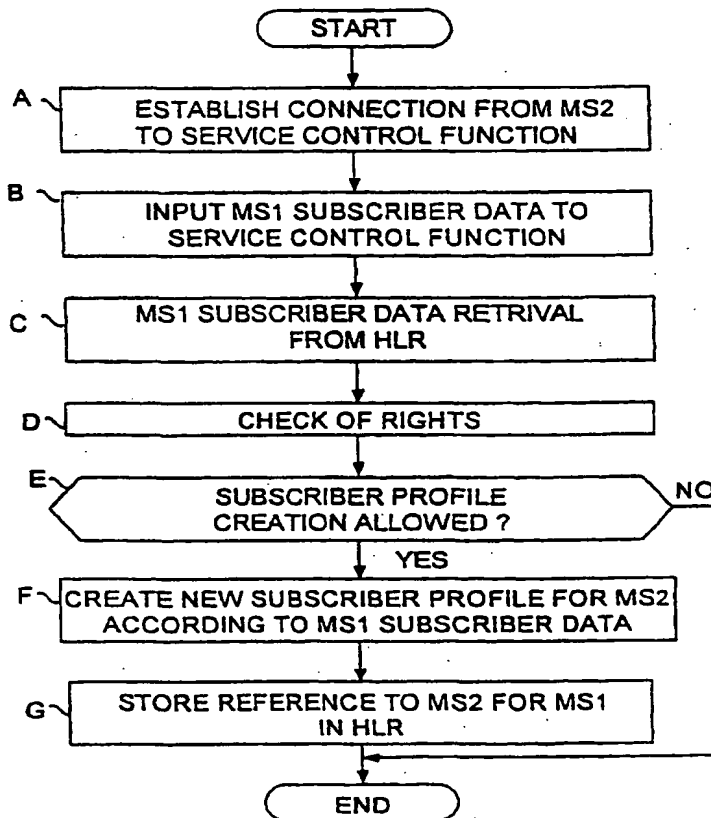 START
A
ESTABLISH CONNECTION FROM MS2
TO SERVICE CONTROL FUNCTION
B
INPUT MS1 SUBSCRIBER DATA TO
SERVICE CONTROL FUNCTION
C
MS1 SUBSCRIBER DATA RETRIVAL
FROM HLR
D
CHECK OF RIGHTS
E
SUBSCRIBER PROFILE
CREATION ALLOWED ?
NO
YES
F
CREATE NEW SUBSCRIBER PROFILE FOR MS2
ACCORDING TO MS1 SUBSCRIBER DATA
G
STORE REFERENCE TO MS2 FOR MS1
IN HLR
END